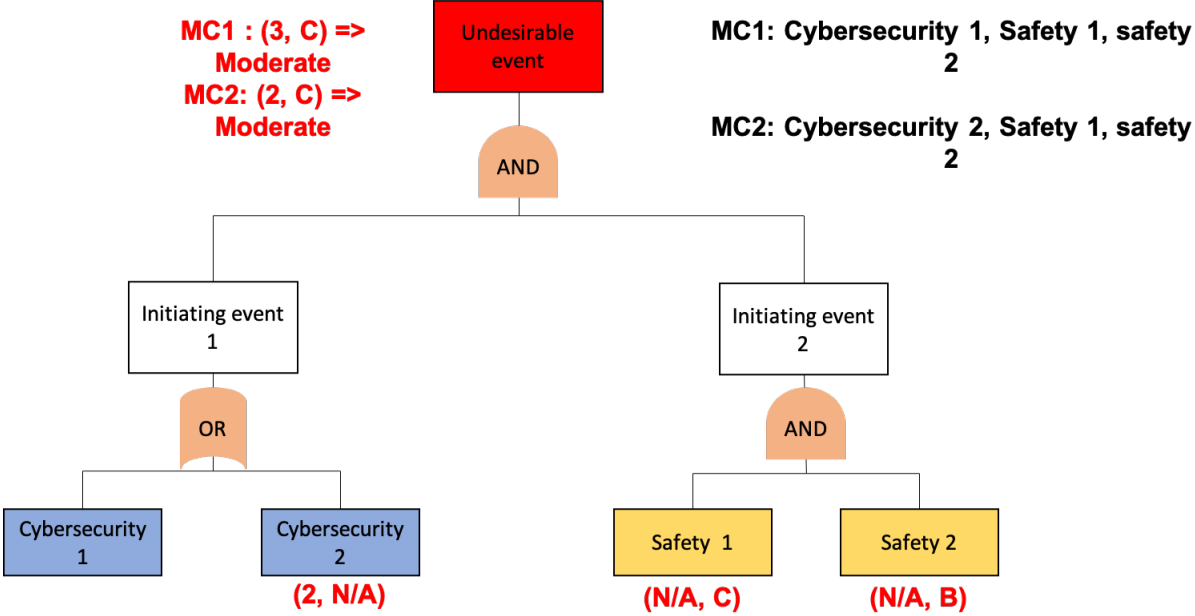 MC1 : (3, C) =>
Moderate
MC2: (2, C) =>
Moderate
Undesirable
event
MC1: Cybersecurity 1, Safety 1, safety
2
MC2: Cybersecurity 2, Safety 1, safety
2
AND
Initiating event
1
Initiating event
2
OR
AND
Cybersecurity
1
Cybersecurity
2
Safety 1
Safety 2
(2, N/A)
(N/A, C)
(N/A, B)